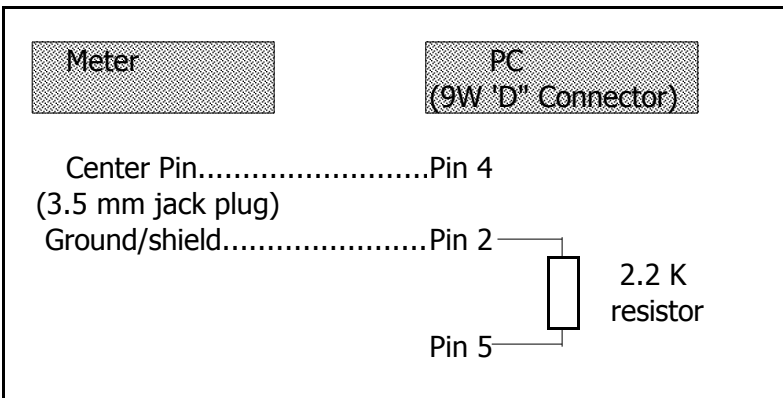 Meter
PC
(9W 'D" Connector)
Center Pin..........................Pin 4
(3.5 mm jack plug)
Ground/shield.......................Pin 2
2.2 K
resistor
Pin 5